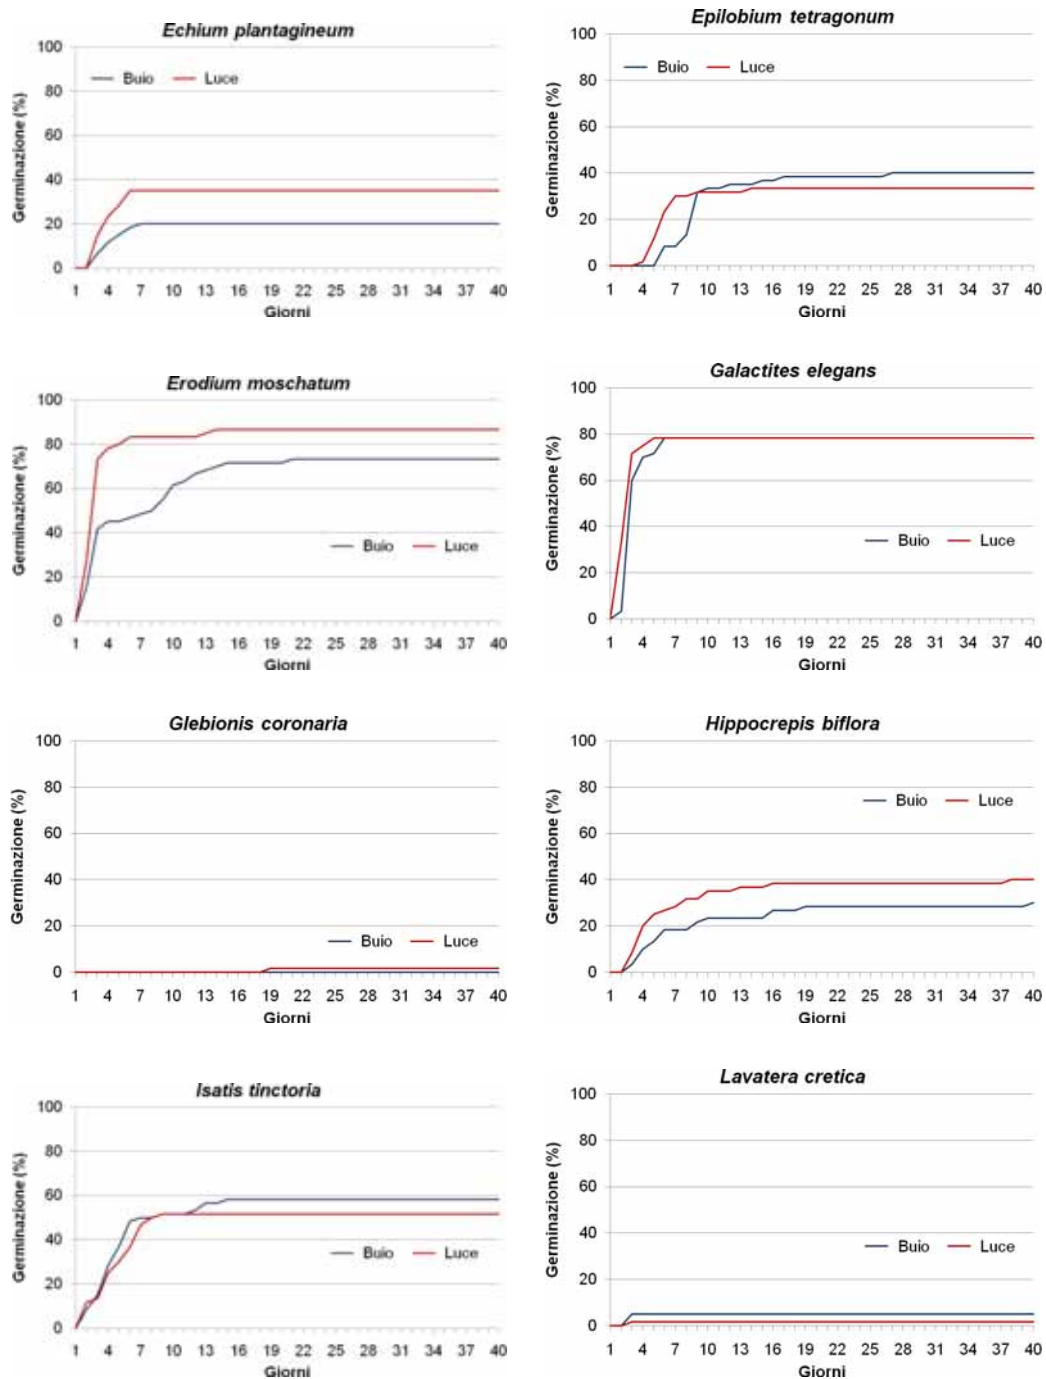 Echium plantagineum
Germinazione (%)
100
80
60
40
20
0
Buio Luce
1 4 7 10 13 16 19 22 25 28 31 34 37 40
Giorni
Epilobium tetragonum
Germinazione (%)
100
80
60
40
20
0
Buio Luce
1 4 7 10 13 16 19 22 25 28 31 34 37 40
Giorni
Erodium moschatum
Germinazione (%)
100
80
60
40
20
0
Buio Luce
1 4 7 10 13 16 19 22 25 28 31 34 37 40
Giorni
Galactites elegans
Germinazione (%)
100
80
60
40
20
0
Buio Luce
1 4 7 10 13 16 19 22 25 28 31 34 37 40
Giorni
Glebionis coronaria
Germinazione (%)
100
80
60
40
20
0
Buio Luce
1 4 7 10 13 16 19 22 25 28 31 34 37 40
Giorni
Hippocrepis biflora
Germinazione (%)
100
80
60
40
20
0
Buio Luce
1 4 7 10 13 16 19 22 25 28 31 34 37 40
Giorni
Isatis tinctoria
Germinazione (%)
100
80
60
40
20
0
Buio Luce
1 4 7 10 13 16 19 22 25 28 31 34 37 40
Giorni
Lavatera cretica
Germinazione (%)
100
80
60
40
20
0
Buio Luce
1 4 7 10 13 16 19 22 25 28 31 34 37 40
Giorni